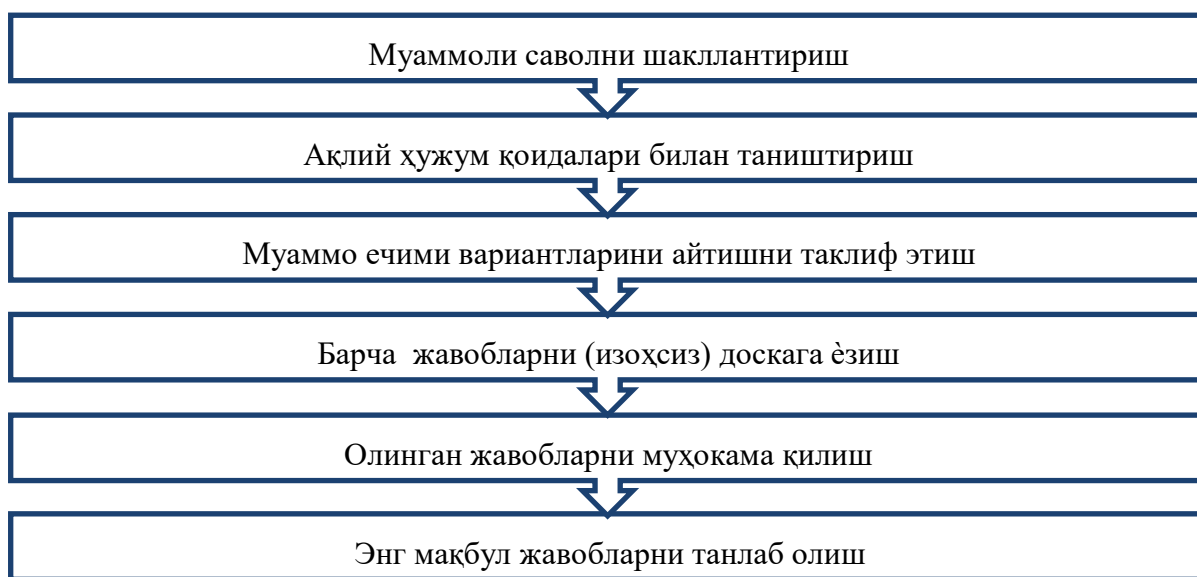 Муаммоли саволни шакллантириш
Ақлий ҳужум қоидалари билан таништириш
Муаммо ечими вариантларини айтишни таклиф этиш
Барча жавобларни (изоҳсиз) доскага ѐзиш
Олинган жавобларни муҳокама қилиш
Энг мақбул жавобларни танлаб олиш